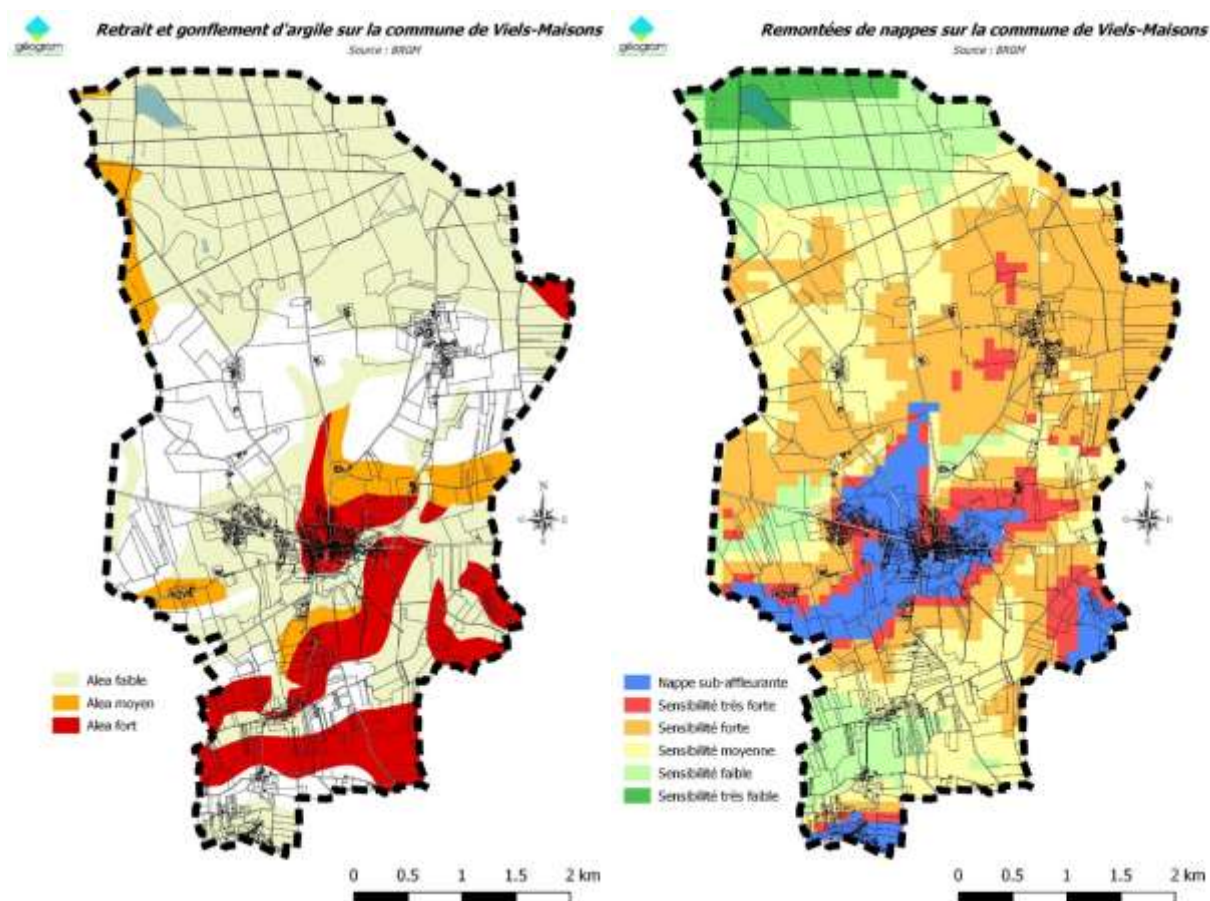 géogram
Retrait et gonflement d'argile sur la commune de Viels-Maisons
Source : BRGM
N
Alea faible
Alea moyen
Alea fort
0 0.5 1 1.5 2 km
géogram
Remontées de nappes sur la commune de Viels-Maisons
Source : BRGM
N
Nappe sub-affleurante
Sensibilité très forte
Sensibilité forte
Sensibilité moyenne
Sensibilité faible
Sensibilité très faible
0 0.5 1 1.5 2 km